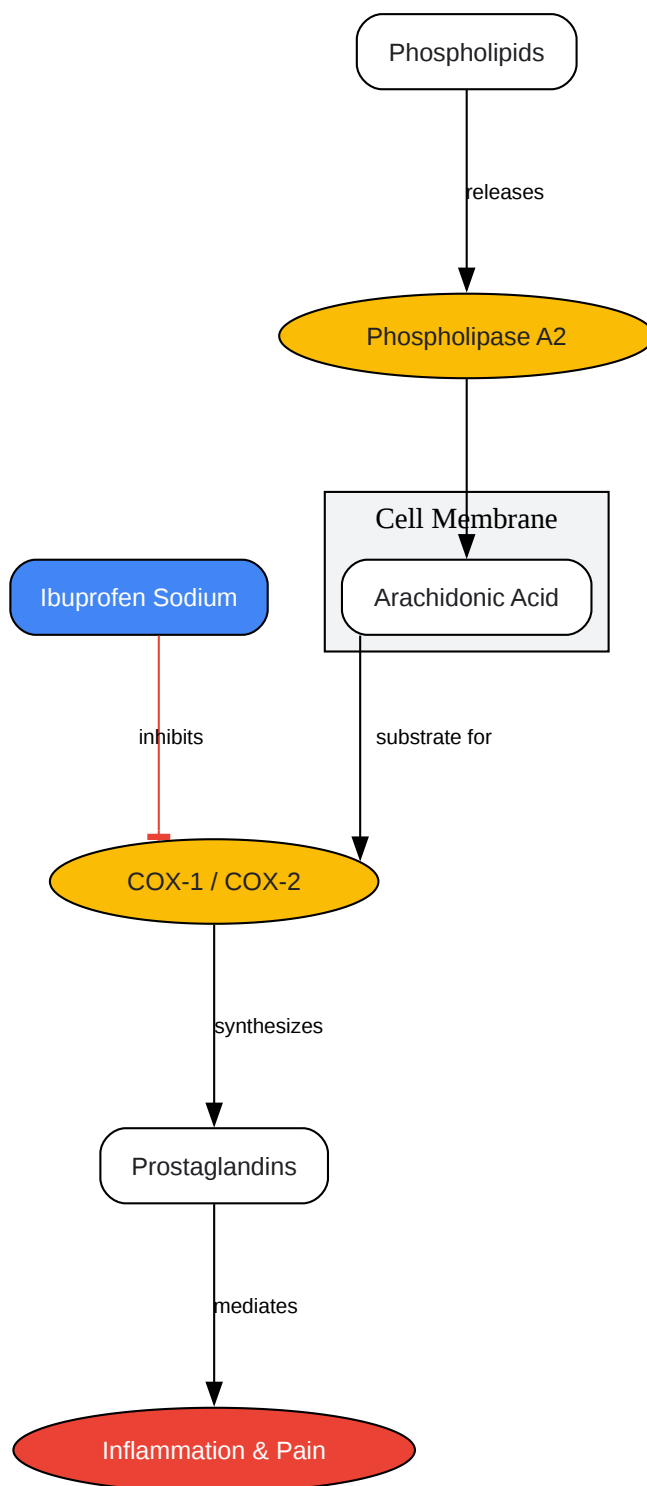 Phospholipids
releases
Phospholipase A2
Cell Membrane
Ibuprofen Sodium
Arachidonic Acid
inhibits
substrate for
COX-1 / COX-2
synthesizes
Prostaglandins
mediates
Inflammation & Pain